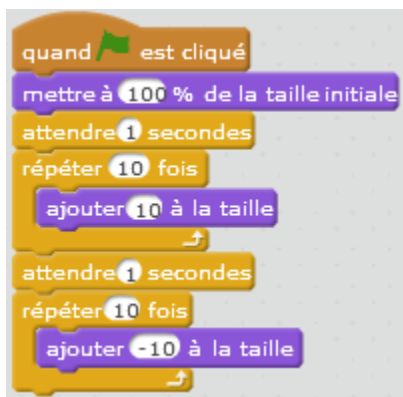 quand est cliqué
mettre à 100 % de la taille initiale
attendre 1 secondes
répéter 10 fois
ajouter 10 à la taille
attendre 1 secondes
répéter 10 fois
ajouter -10 à la taille